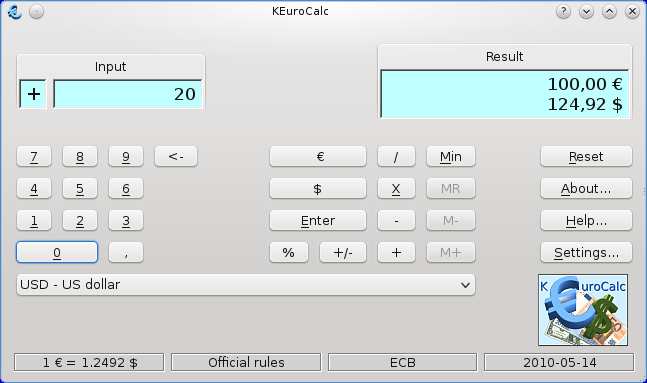 KEuroCalc
Input
Result
+ 20
100,00 €
124,92 $
7 8 9 <- € / Min Reset
4 5 6 $ X MR About...
1 2 3 Enter - M- Help...
0 , % +/- + M+ Settings...
USD - US dollar
K uroCalc
1 € = 1.2492 $ Official rules ECB 2010-05-14